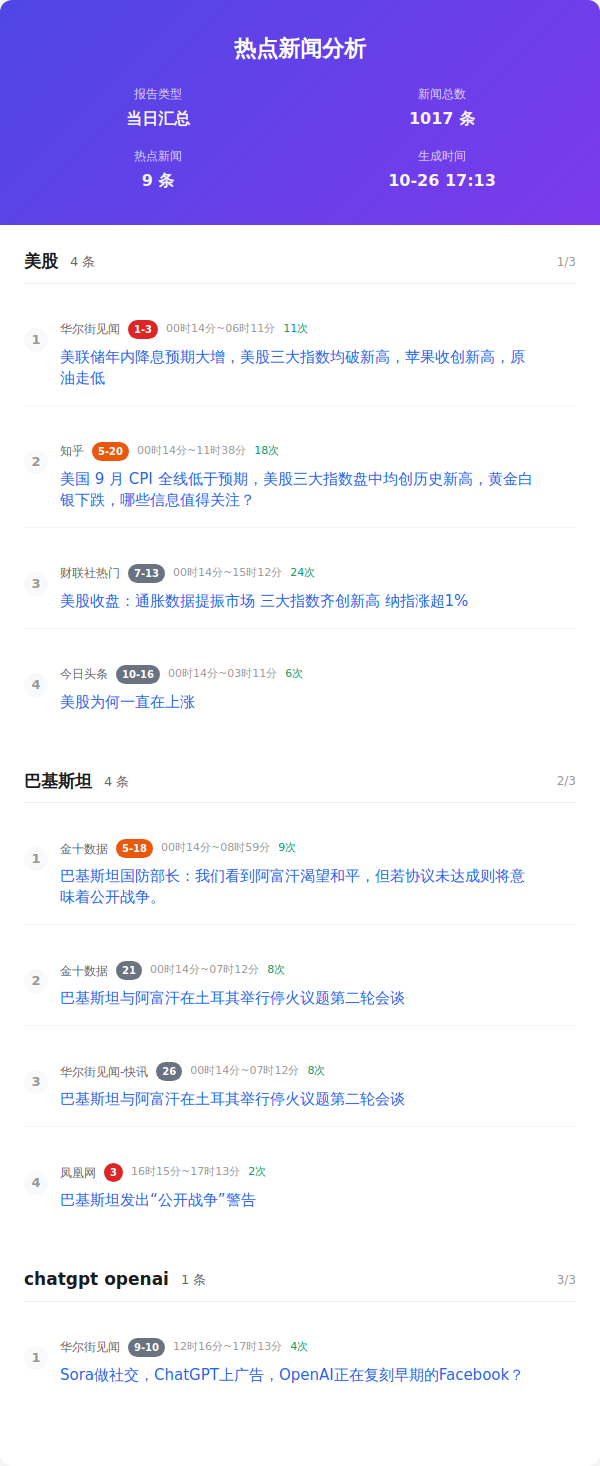 热点新闻分析
报告类型
新闻总数
当日汇总
1017 条
热点新闻
生成时间
9 条
10-26 17:13
美股 4 条 1/3
1
华尔街见闻 1-3 00时14分~06时11分 11次
美联储年内降息预期大增，美股三大指数均破新高，苹果收创新高，原
油走低
2
知乎 5-20 00时14分~11时38分 18次
美国 9 月 CPI 全线低于预期，美股三大指数盘中均创历史新高，黄金白
银下跌，哪些信息值得关注？
3
财联社热门 7-13 00时14分~15时12分 24次
美股收盘：通胀数据提振市场 三大指数齐创新高 纳指涨超1%
4
今日头条 10-16 00时14分~03时11分 6次
美股为何一直在上涨
巴基斯坦 4 条 2/3
1
金十数据 5-18 00时14分~08时59分 9次
巴基斯坦国防部长：我们看到阿富汗渴望和平，但若协议未达成则将意
味着公开战争。
2
金十数据 21 00时14分~07时12分 8次
巴基斯坦与阿富汗在土耳其举行停火议题第二轮会谈
3
华尔街见闻-快讯 26 00时14分~07时12分 8次
巴基斯坦与阿富汗在土耳其举行停火议题第二轮会谈
4
凤凰网 3 16时15分~17时13分 2次
巴基斯坦发出“公开战争”警告
chatgpt openai 1 条 3/3
1
华尔街见闻 9-10 12时16分~17时13分 4次
Sora做社交，ChatGPT上广告，OpenAI正在复刻早期的Facebook？